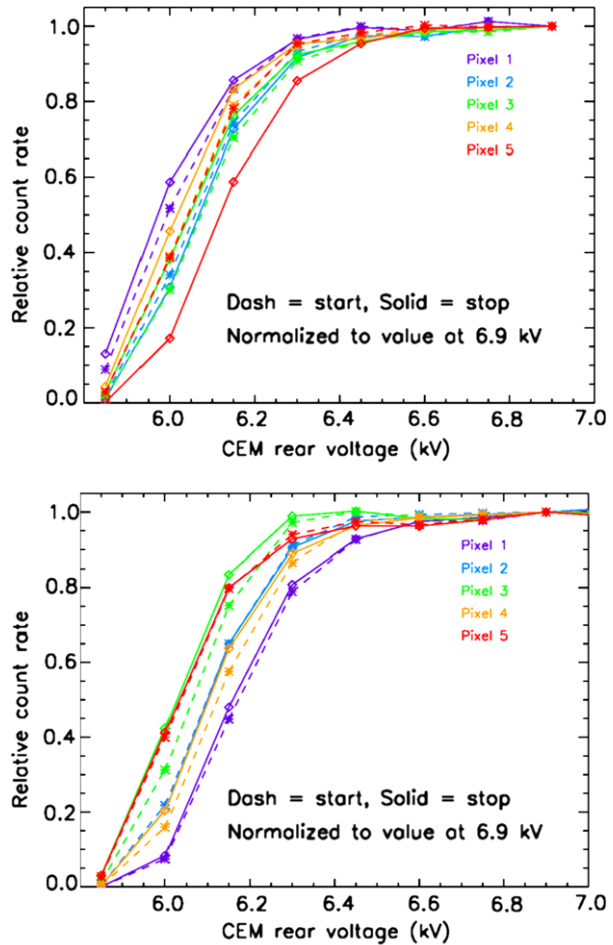 1.0
0.8
0.6
0.4
0.2
0.0
Relative count rate
Pixel 1
Pixel 2
Pixel 3
Pixel 4
Pixel 5
Dash = start, Solid = stop
Normalized to value at 6.9 kV
6.0 6.2 6.4 6.6 6.8 7.0
CEM rear voltage (kV)
1.0
0.8
0.6
0.4
0.2
0.0
Relative count rate
Pixel 1
Pixel 2
Pixel 3
Pixel 4
Pixel 5
Dash = start, Solid = stop
Normalized to value at 6.9 kV
6.0 6.2 6.4 6.6 6.8 7.0
CEM rear voltage (kV)